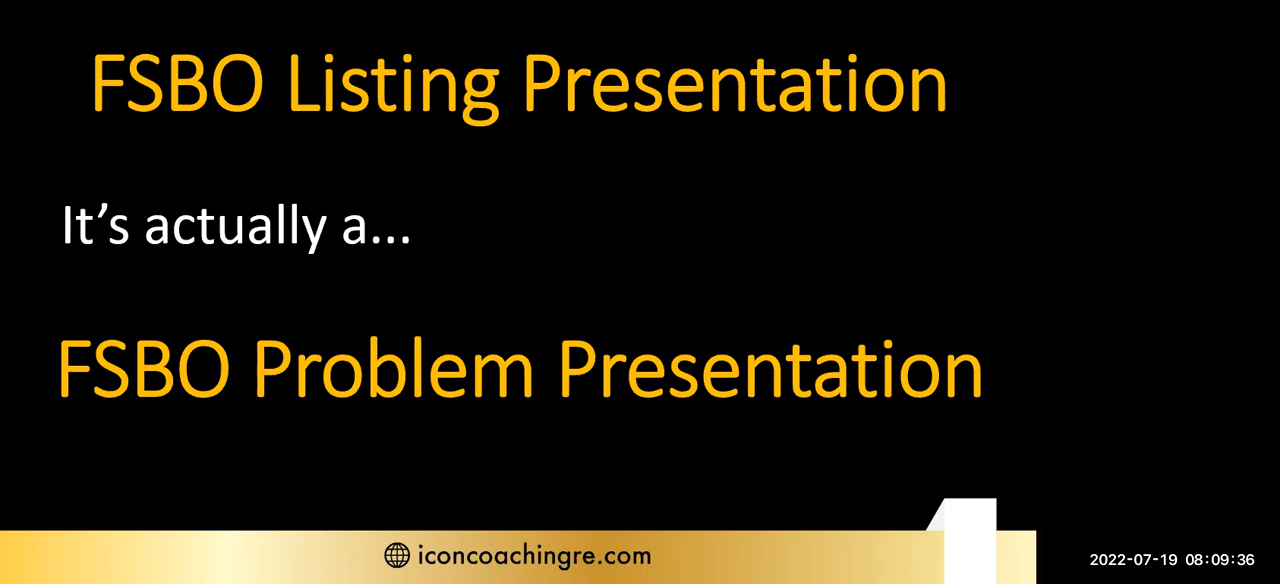 FSBO Listing Presentation
It’s actually a...
FSBO Problem Presentation
iconcoachingre.com
2022-07-19 08:09:36